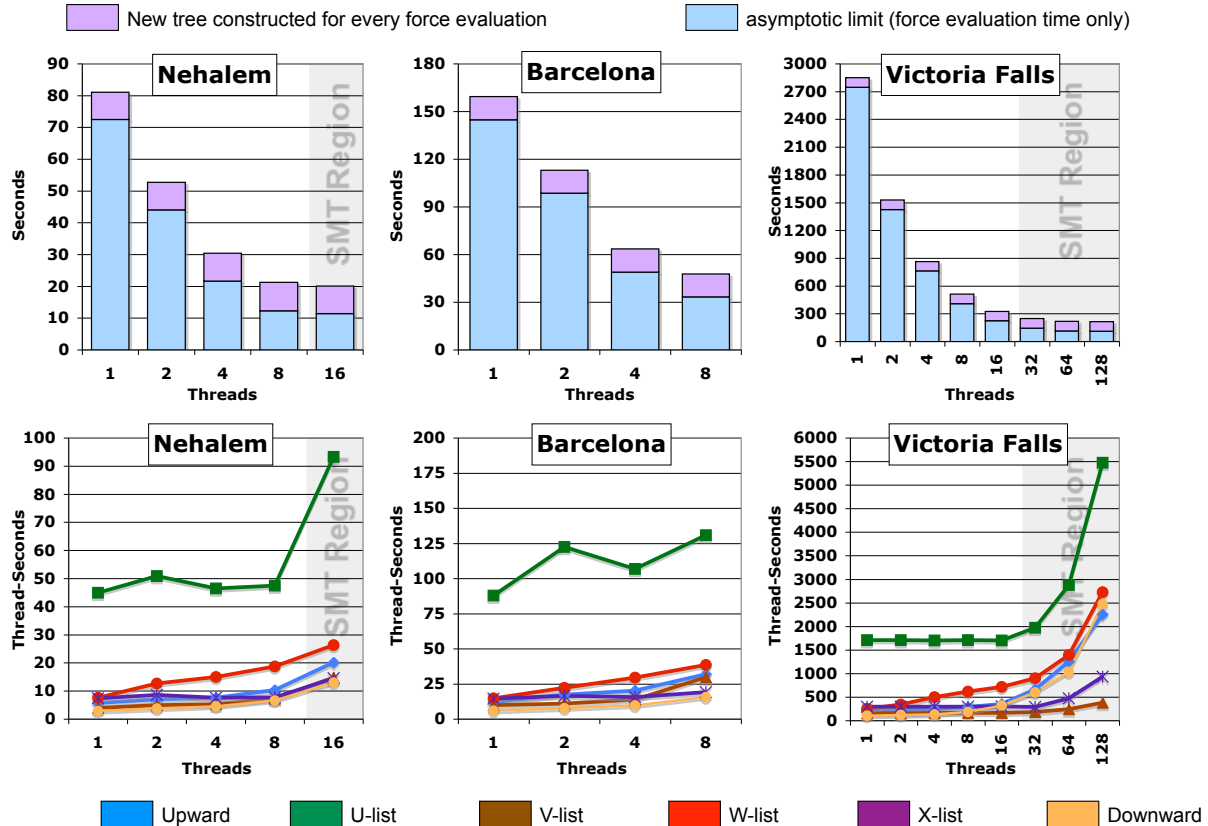 New tree constructed for every force evaluation
asymptotic limit (force evaluation time only)
Nehalem
90
80
70
60
50
40
30
20
10
0
Seconds
SMT Region
1 2 4 8 16
Threads
Barcelona
180
150
120
90
60
30
0
Seconds
1 2 4 8
Threads
Victoria Falls
3000
2700
2400
2100
1800
1500
1200
900
600
300
0
Seconds
SMT Region
1 2 4 8 16 32 64 128
Threads
Nehalem
100
90
80
70
60
50
40
30
20
10
0
Thread-Seconds
SMT Region
1 2 4 8 16
Threads
Barcelona
200
175
150
125
100
75
50
25
0
Thread-Seconds
1 2 4 8
Threads
Victoria Falls
6000
5500
5000
4500
4000
3500
3000
2500
2000
1500
1000
500
0
Thread-Seconds
SMT Region
1 2 4 8 16 32 64 128
Threads
Upward
U-list
V-list
W-list
X-list
Downward